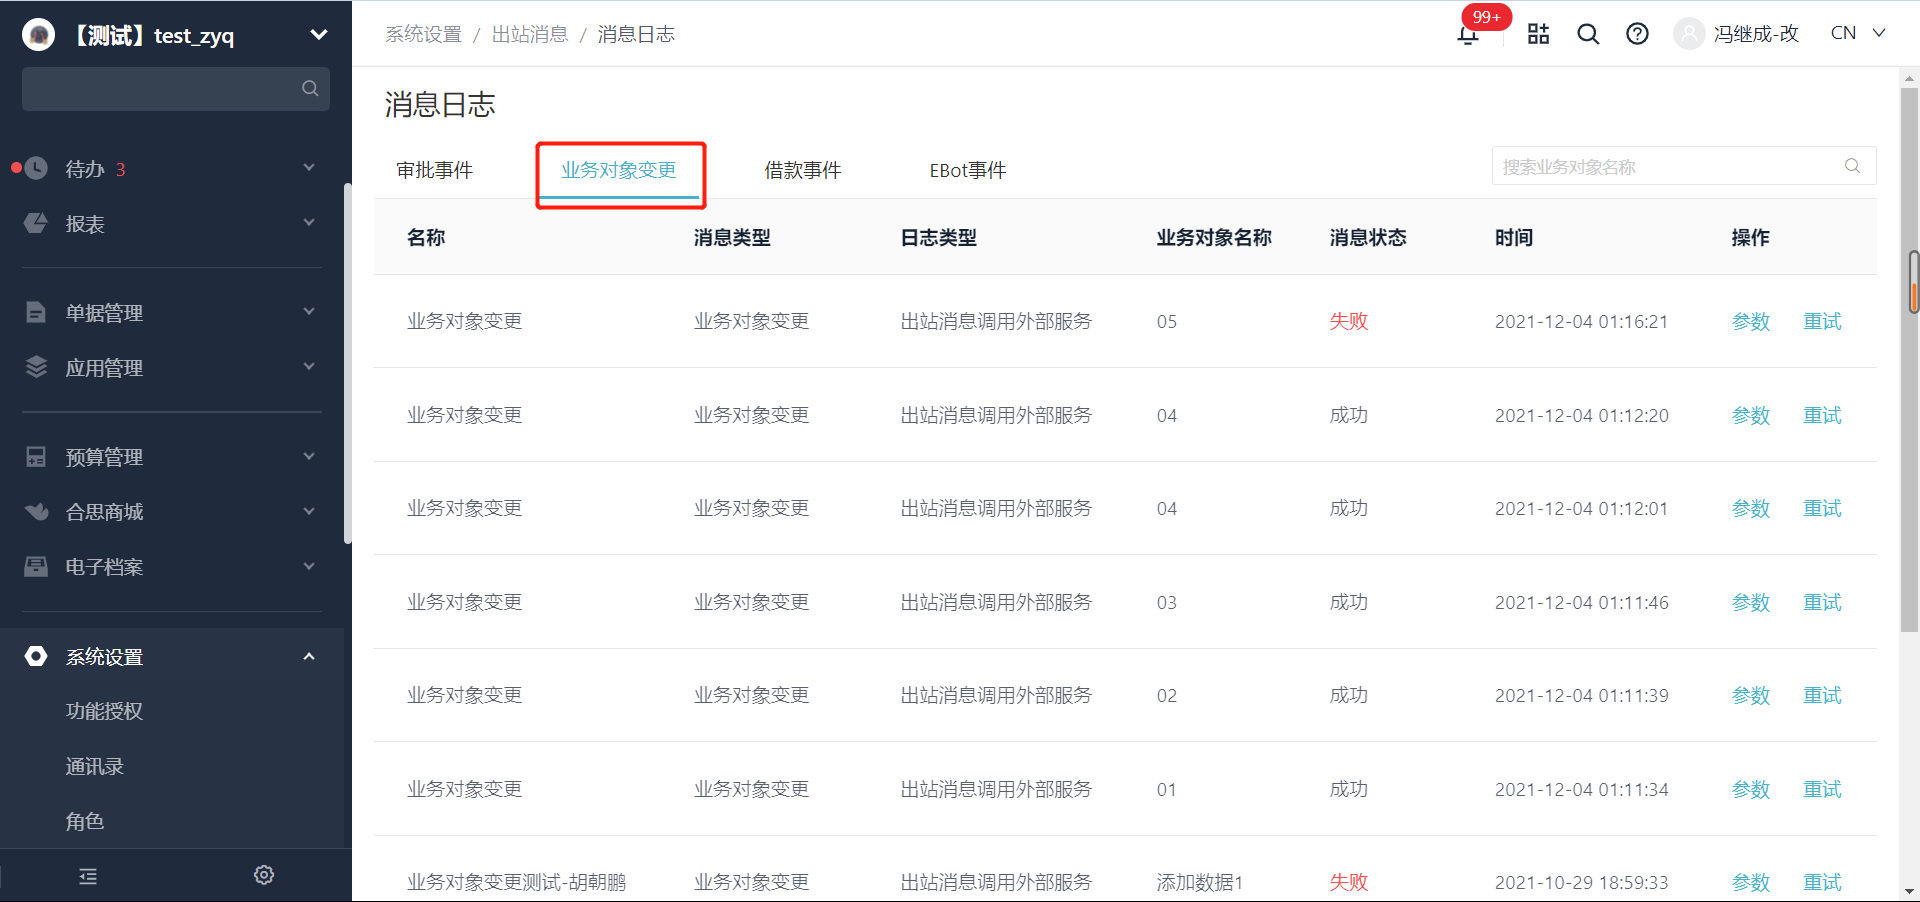 【测试】test_zyq
系统设置 / 出站消息 / 消息日志
99+
冯继成-改
CN
待办 3
报表
单据管理
应用管理
预算管理
合思商城
电子档案
系统设置
功能授权
通讯录
角色
消息日志
审批事件 业务对象变更 借款事件 EBot事件
搜索业务对象名称
名称 消息类型 日志类型 业务对象名称 消息状态 时间 操作
业务对象变更 业务对象变更 出站消息调用外部服务 05 失败 2021-12-04 01:16:21 参数 重试
业务对象变更 业务对象变更 出站消息调用外部服务 04 成功 2021-12-04 01:12:20 参数 重试
业务对象变更 业务对象变更 出站消息调用外部服务 04 成功 2021-12-04 01:12:01 参数 重试
业务对象变更 业务对象变更 出站消息调用外部服务 03 成功 2021-12-04 01:11:46 参数 重试
业务对象变更 业务对象变更 出站消息调用外部服务 02 成功 2021-12-04 01:11:39 参数 重试
业务对象变更 业务对象变更 出站消息调用外部服务 01 成功 2021-12-04 01:11:34 参数 重试
业务对象变更测试-胡朝鹏 业务对象变更 出站消息调用外部服务 添加数据1 失败 2021-10-29 18:59:33 参数 重试